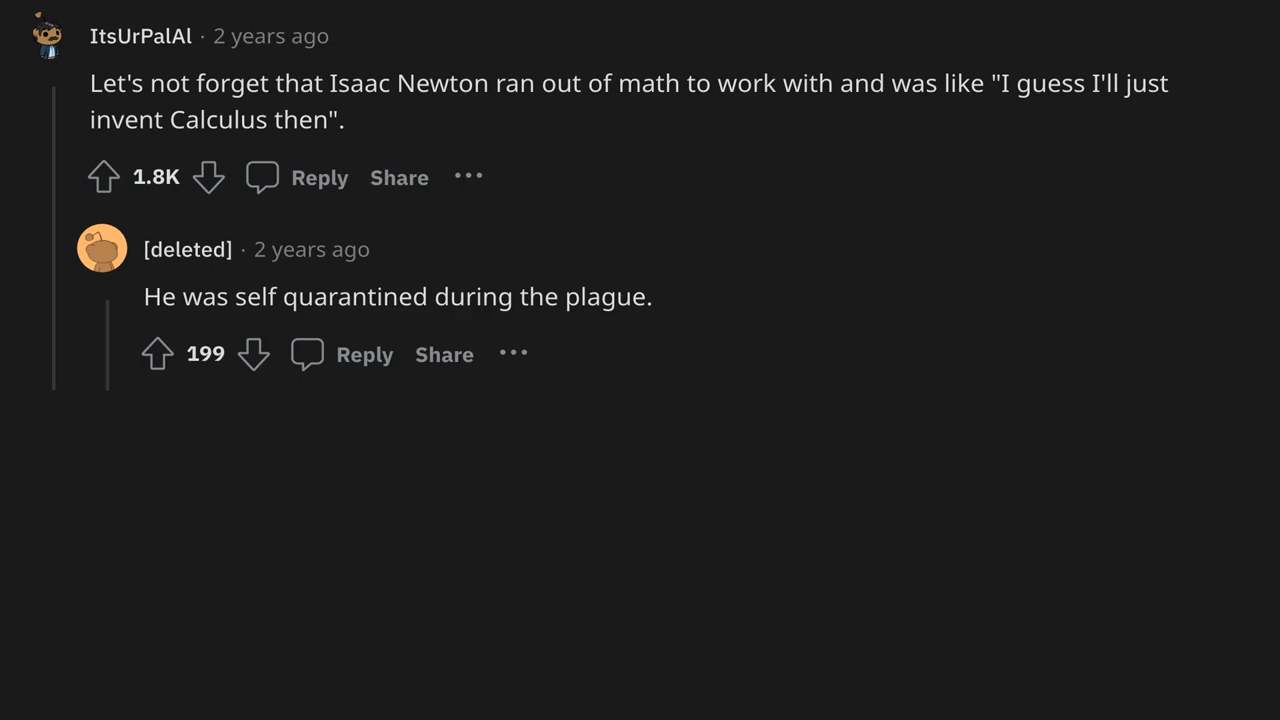 ItsUrPalAl · 2 years ago
Let's not forget that Isaac Newton ran out of math to work with and was like "I guess I'll just
invent Calculus then".
1.8K Reply Share ...
[deleted] · 2 years ago
He was self quarantined during the plague.
199 Reply Share ...